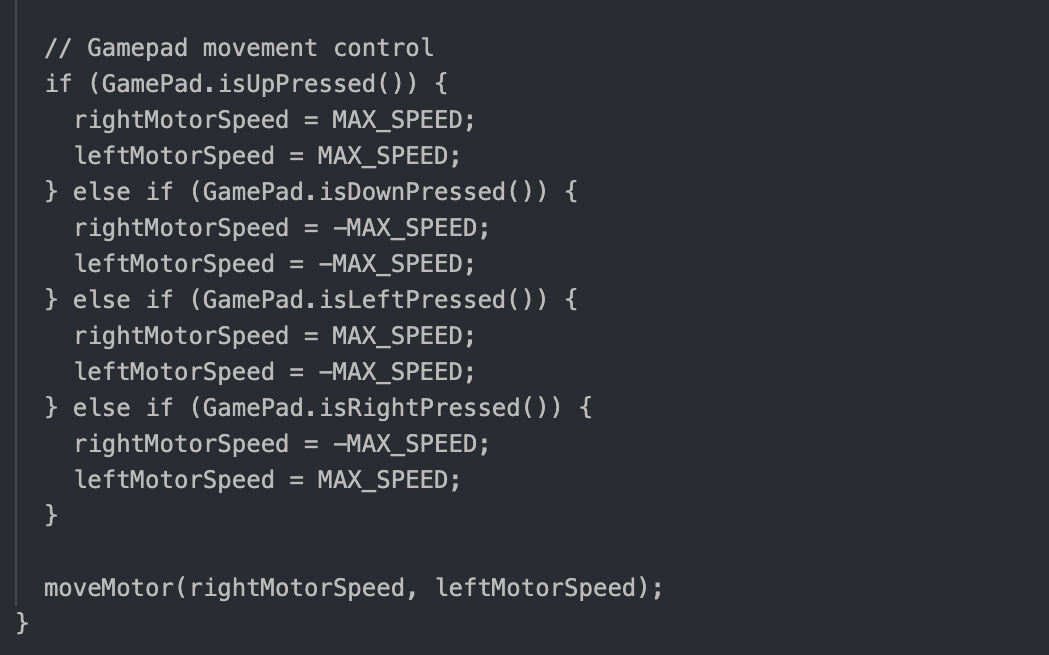 // Gamepad movement control
if (GamePad.isUpPressed()) {
rightMotorSpeed = MAX_SPEED;
leftMotorSpeed = MAX_SPEED;
} else if (GamePad.isDownPressed()) {
rightMotorSpeed = -MAX_SPEED;
leftMotorSpeed = -MAX_SPEED;
} else if (GamePad.isLeftPressed()) {
rightMotorSpeed = MAX_SPEED;
leftMotorSpeed = -MAX_SPEED;
} else if (GamePad.isRightPressed()) {
rightMotorSpeed = -MAX_SPEED;
leftMotorSpeed = MAX_SPEED;
}
moveMotor(rightMotorSpeed, leftMotorSpeed);
}